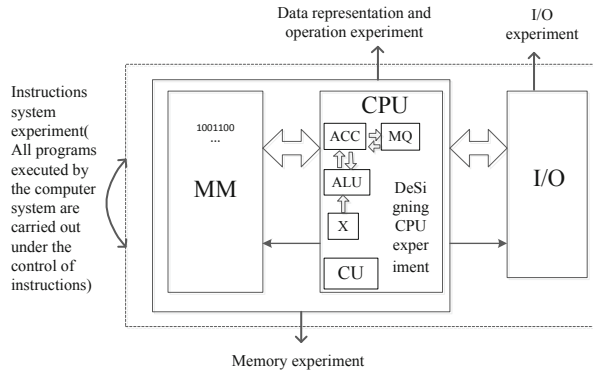 Data representation and
operation experiment
I/O
experiment
Instructions
system
experiment(
All programs
executed by
the computer
system are
carried out
under the
control of
instructions)
1001100
...
MM
CPU
ACC
MQ
ALU
X
CU
DeSi
gning
CPU
exper
iment
I/O
Memory experiment